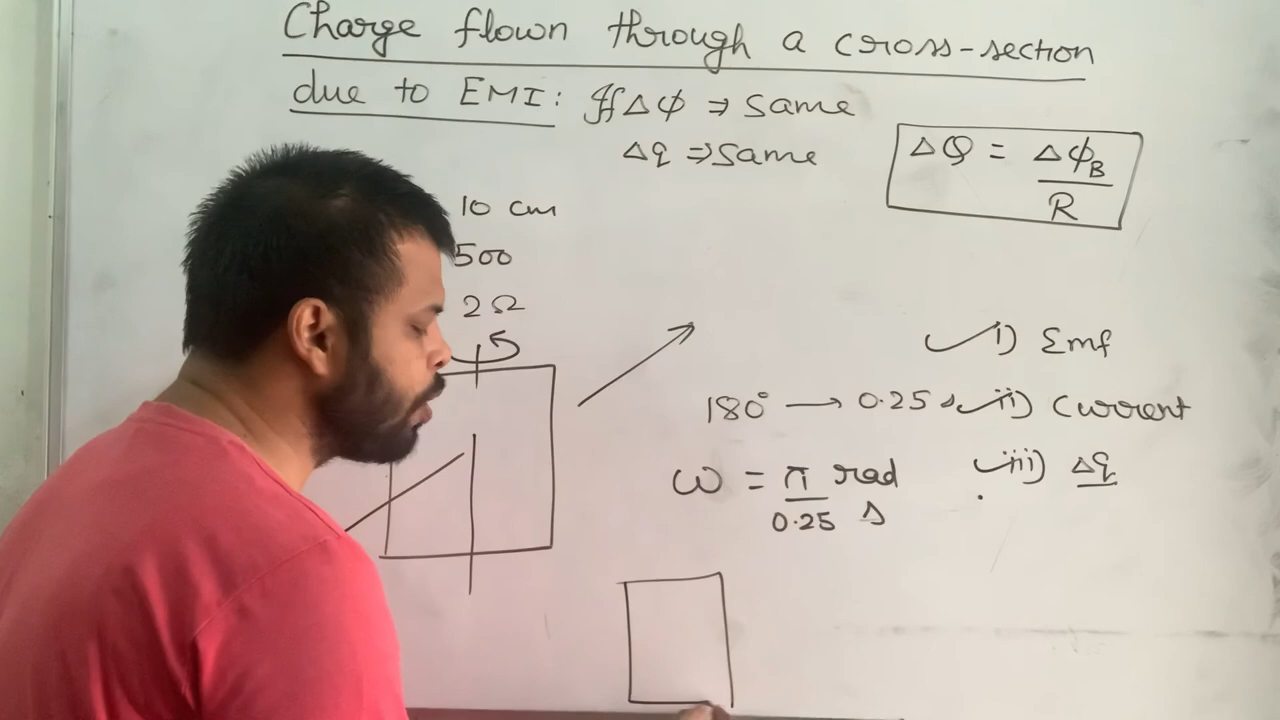 Charge flown through a cross-section
due to EMI: If Δφ ⇒ same
Δq ⇒ same
ΔQ = Δφ_B / R
10 cm
500
2 Ω
i) Emf
180° → 0.25 s
ii) Current
ω = π rad / 0.25 s
iii) Δq